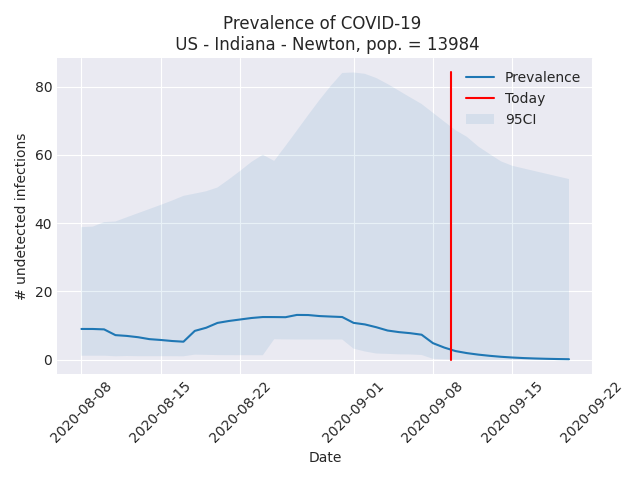 Prevalence of COVID-19
US - Indiana - Newton, pop. = 13984
Prevalence
Today
95CI
# undetected infections
80
60
40
20
0
2020-08-08
2020-08-15
2020-08-22
2020-09-01
2020-09-08
2020-09-15
2020-09-22
Date